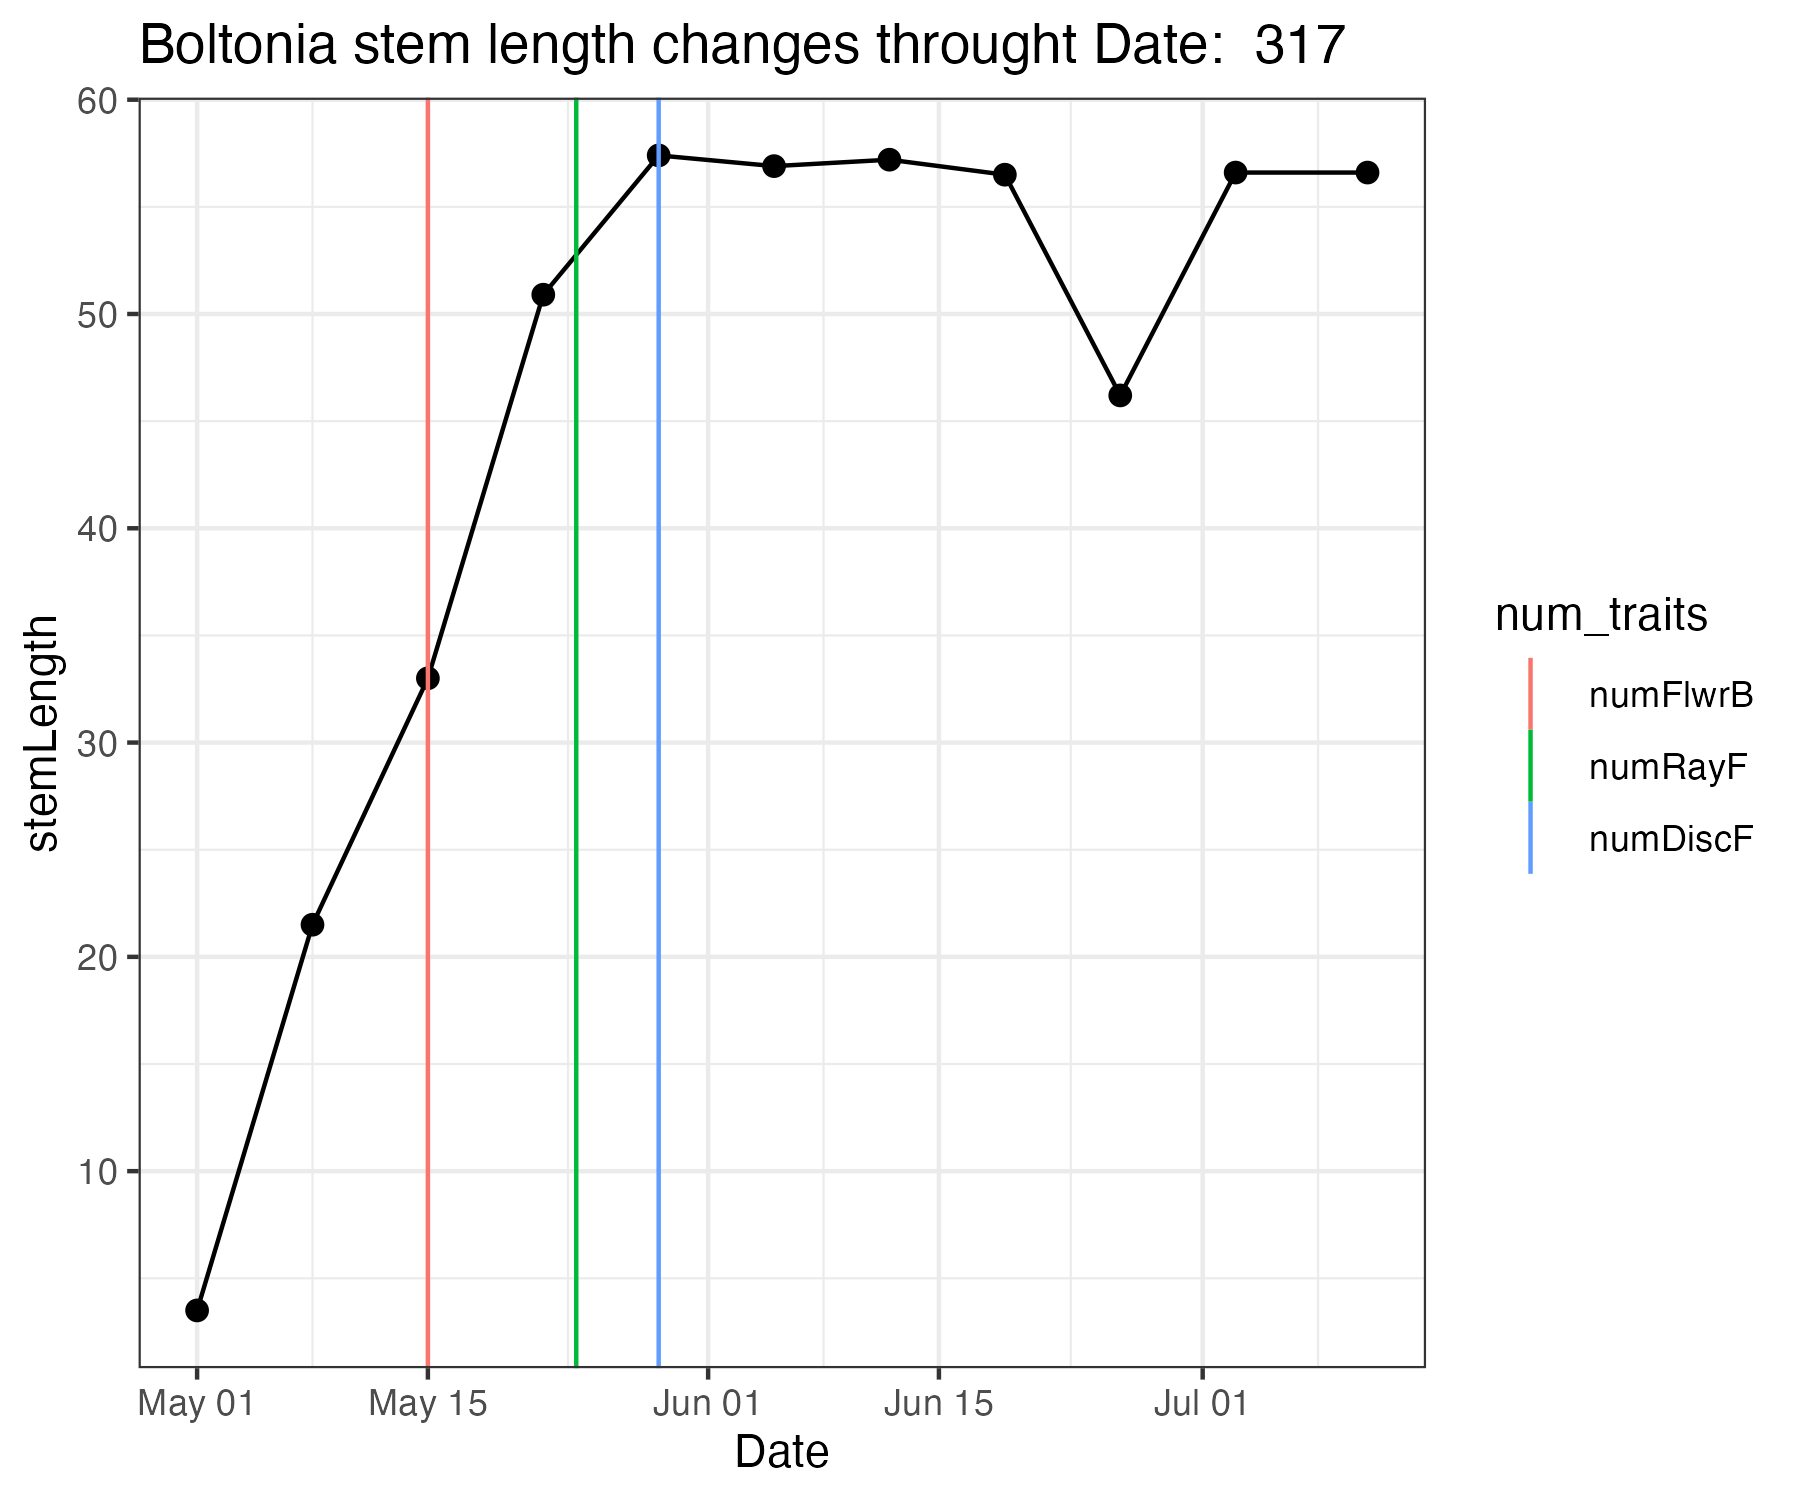 Boltonia stem length changes throught Date:  317
60
50
40
30
20
10
stemLength
May 01
May 15
Jun 01
Jun 15
Jul 01
Date
num_traits
numFlwrB
numRayF
numDiscF